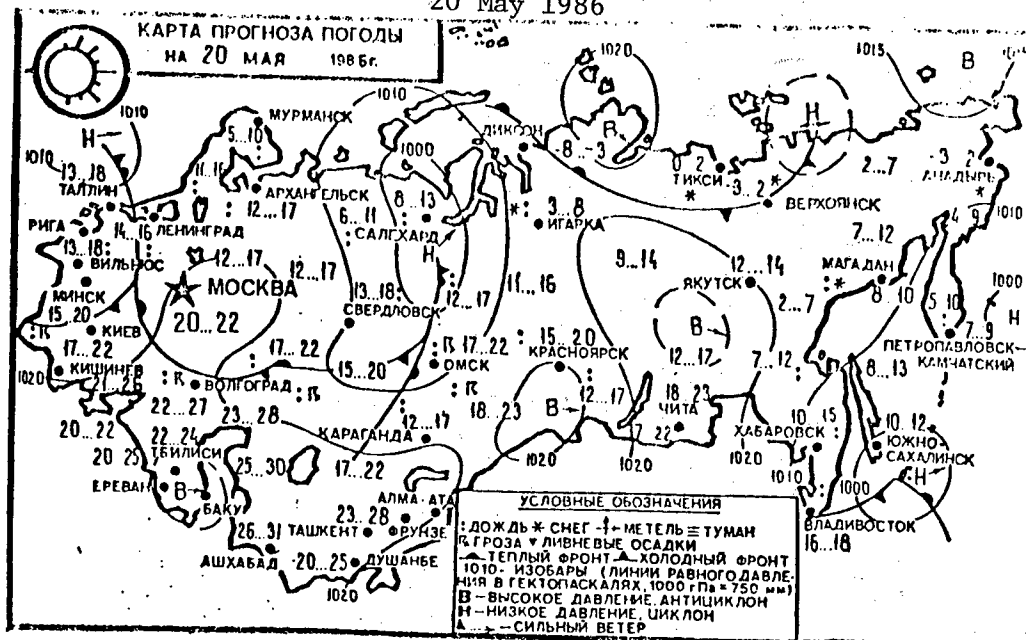 20 May 1986
КАРТА ПРОГНОЗА ПОГОДЫ
НА 20 МАЯ 1986г.
1020
1015
В
1010
Н
МУРМАНСК
5...10
1010
ДИКСОН
-8...-3
В
Н
1010
13...18
ТАЛЛИН
1000
0 2
ТИКСИ
-3...2
2...7
-3 2
АНАДЫРЬ
11...16
АРХАНГЕЛЬСК
8...13
3...8
ИГАРКА
ВЕРХОЯНСК
РИГА
14...16
ЛЕНИНГРАД
12...17
6...11
САЛЕХАРД
Н
4 9
1010
7...12
13...18
ВИЛЬНЮС
12...17
12...17
9...14
12...14
МАГАДАН
МИНСК
МОСКВА
13...18
12...17
11...16
ЯКУТСК
2...7
8...10
5 10
1000
Н
15...20
КИЕВ
20...22
СВЕРДЛОВСК
15...20
КРАСНОЯРСК
В
7...9
ПЕТРОПАВЛОВСК-
КАМЧАТСКИЙ
17...22
КИШИНЕВ
17...22
15...20
ОМСК
17...22
12...17
7...12
8...13
1020
21...26
ВОЛГОГРАД
12...17
18...23
ЧИТА
22...27
23...28
12...17
18...23
В
10...15
10...12
20...22
22...24
КАРАГАНДА
17 22
ХАБАРОВСК
ЮЖНО-
САХАЛИНСК
ТБИЛИСИ
25...30
17...22
1020
1020
1020
1010
1000
Н
20 25
ЕРЕВАН
В
БАКУ
АЛМА-АТА
23...28
26...31
ТАШКЕНТ
ФРУНЗЕ
ВЛАДИВОСТОК
16...18
АШХАБАД
20...25
ДУШАНБЕ
1020
УСЛОВНЫЕ ОБОЗНАЧЕНИЯ
: ДОЖДЬ * СНЕГ МЕТЕЛЬ ≡ ТУМАН
ГРОЗА ▼ ЛИВНЕВЫЕ ОСАДКИ
ТЕПЛЫЙ ФРОНТ ХОЛОДНЫЙ ФРОНТ
1010- ИЗОБАРЫ (ЛИНИИ РАВНОГО ДАВЛЕ-
НИЯ В ГЕКТОПАСКАЛЯХ, 1000 гПа = 750 мм)
В -ВЫСОКОЕ ДАВЛЕНИЕ, АНТИЦИКЛОН
Н -НИЗКОЕ ДАВЛЕНИЕ, ЦИКЛОН
-СИЛЬНЫЙ ВЕТЕР